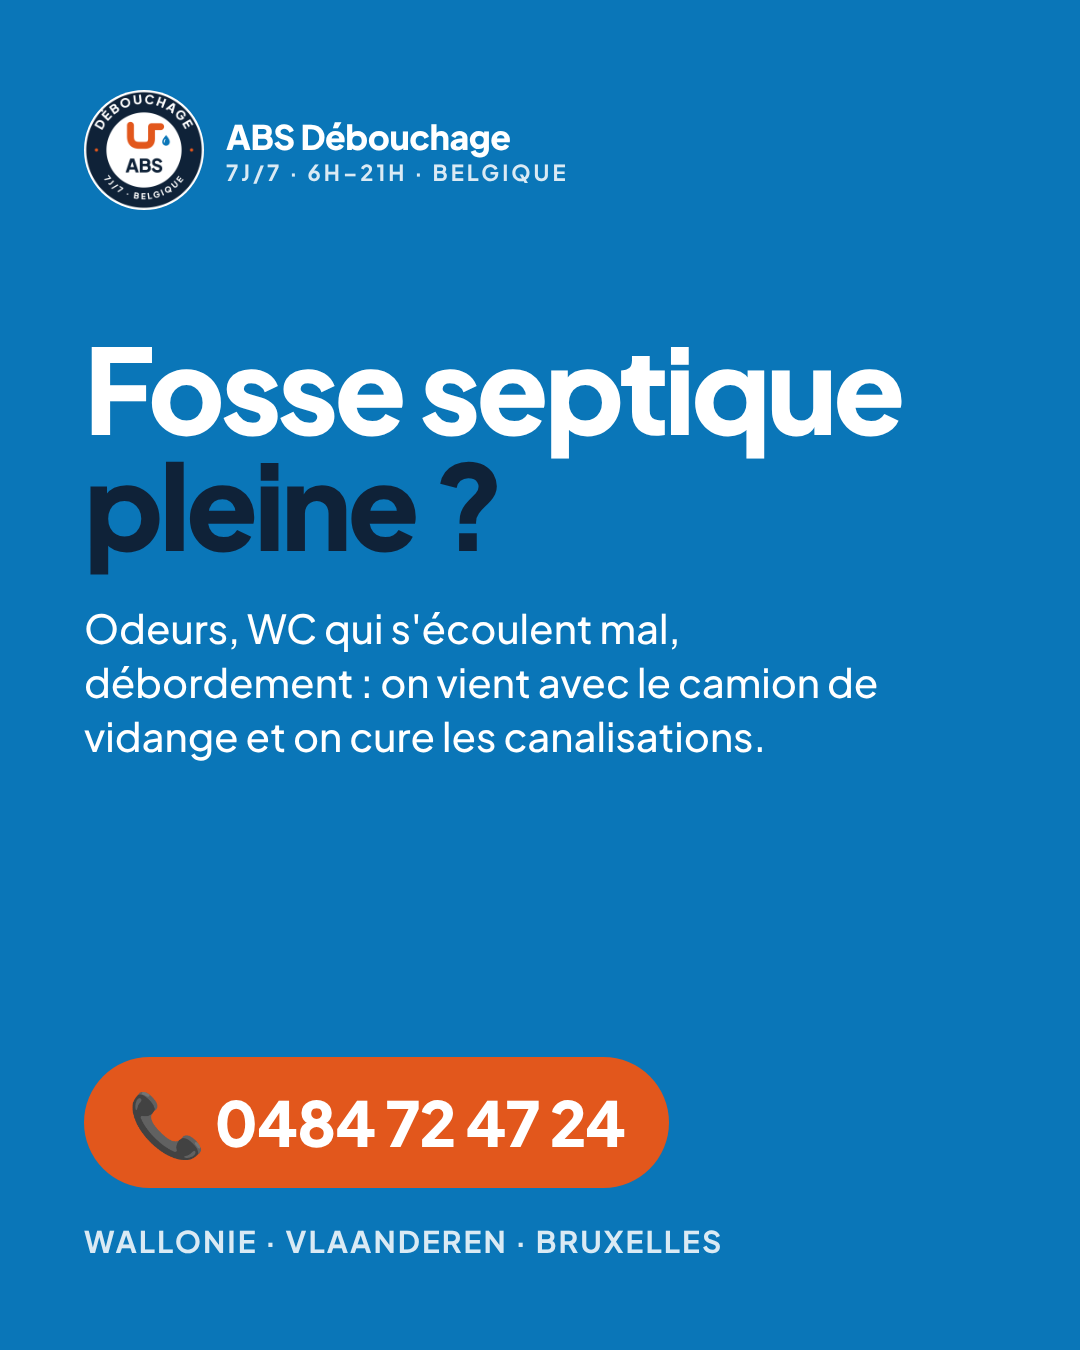 DÉBOUCHAGE
ABS
7J/7 · BELGIQUE
ABS Débouchage
7J/7 · 6H–21H · BELGIQUE
Fosse septique
pleine ?
Odeurs, WC qui s'écoulent mal,
débordement : on vient avec le camion de
vidange et on cure les canalisations.
📞 0484 72 47 24
WALLONIE · VLAANDEREN · BRUXELLES